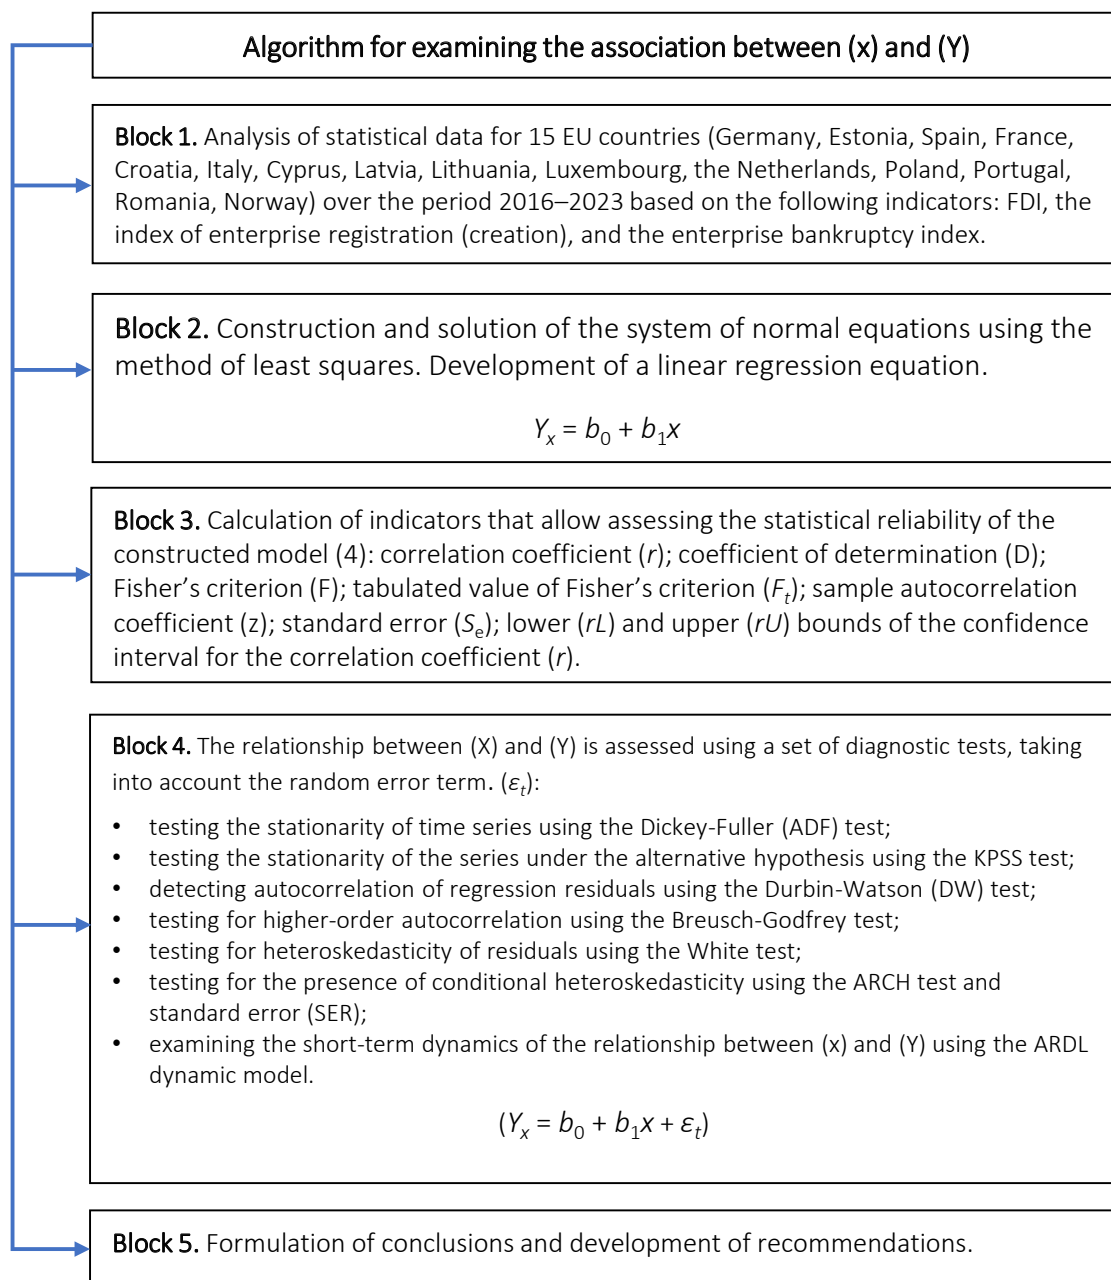 Algorithm for examining the association between (x) and (Y)
Block 1. Analysis of statistical data for 15 EU countries (Germany, Estonia, Spain, France,
Croatia, Italy, Cyprus, Latvia, Lithuania, Luxembourg, the Netherlands, Poland, Portugal,
Romania, Norway) over the period 2016–2023 based on the following indicators: FDI, the
index of enterprise registration (creation), and the enterprise bankruptcy index.
Block 2. Construction and solution of the system of normal equations using the
method of least squares. Development of a linear regression equation.
Yₓ = b₀ + b₁x
Block 3. Calculation of indicators that allow assessing the statistical reliability of the
constructed model (4): correlation coefficient (r); coefficient of determination (D);
Fisher’s criterion (F); tabulated value of Fisher’s criterion (Fₜ); sample autocorrelation
coefficient (z); standard error (Sₑ); lower (rL) and upper (rU) bounds of the confidence
interval for the correlation coefficient (r).
Block 4. The relationship between (X) and (Y) is assessed using a set of diagnostic tests, taking
into account the random error term. (εₜ):
• testing the stationarity of time series using the Dickey-Fuller (ADF) test;
• testing the stationarity of the series under the alternative hypothesis using the KPSS test;
• detecting autocorrelation of regression residuals using the Durbin-Watson (DW) test;
• testing for higher-order autocorrelation using the Breusch-Godfrey test;
• testing for heteroskedasticity of residuals using the White test;
• testing for the presence of conditional heteroskedasticity using the ARCH test and
standard error (SER);
• examining the short-term dynamics of the relationship between (x) and (Y) using the ARDL
dynamic model.
(Yₓ = b₀ + b₁x + εₜ)
Block 5. Formulation of conclusions and development of recommendations.